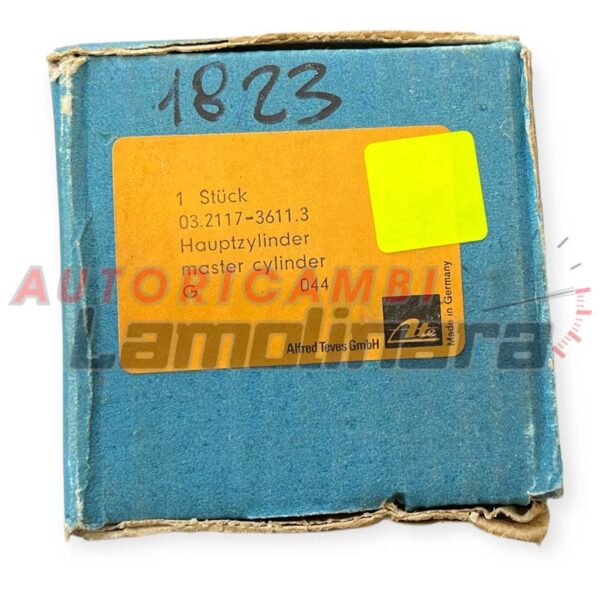 1823
1 Stück
03.2117-3611.3
Hauptzylinder
master cylinder
G 044
Alfred Teves GmbH
Ate
Made in Germany
AUTORICAMBI
Lamolinara